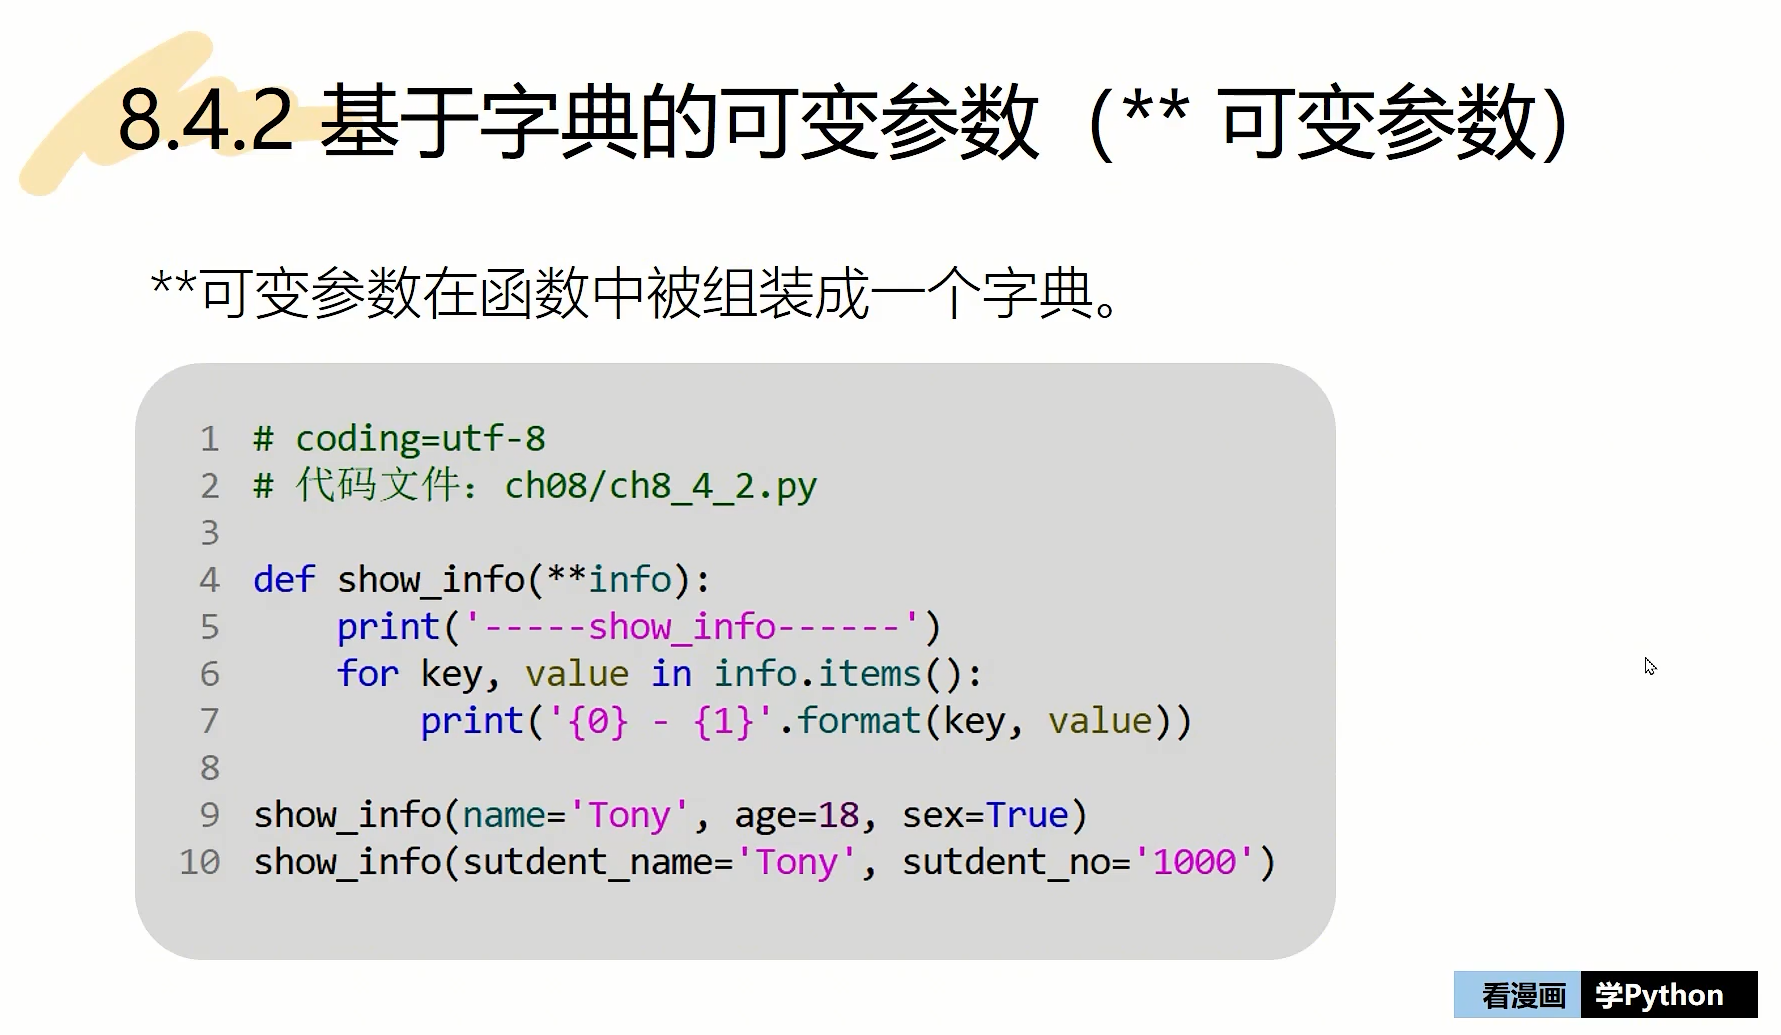 8.4.2 基于字典的可变参数（** 可变参数）
**可变参数在函数中被组装成一个字典。
1 # coding=utf-8
2 # 代码文件：ch08/ch8_4_2.py
3
4 def show_info(**info):
5     print('-----show_info------')
6     for key, value in info.items():
7         print('{0} - {1}'.format(key, value))
8
9 show_info(name='Tony', age=18, sex=True)
10 show_info(sutdent_name='Tony', sutdent_no='1000')
看漫画 学Python